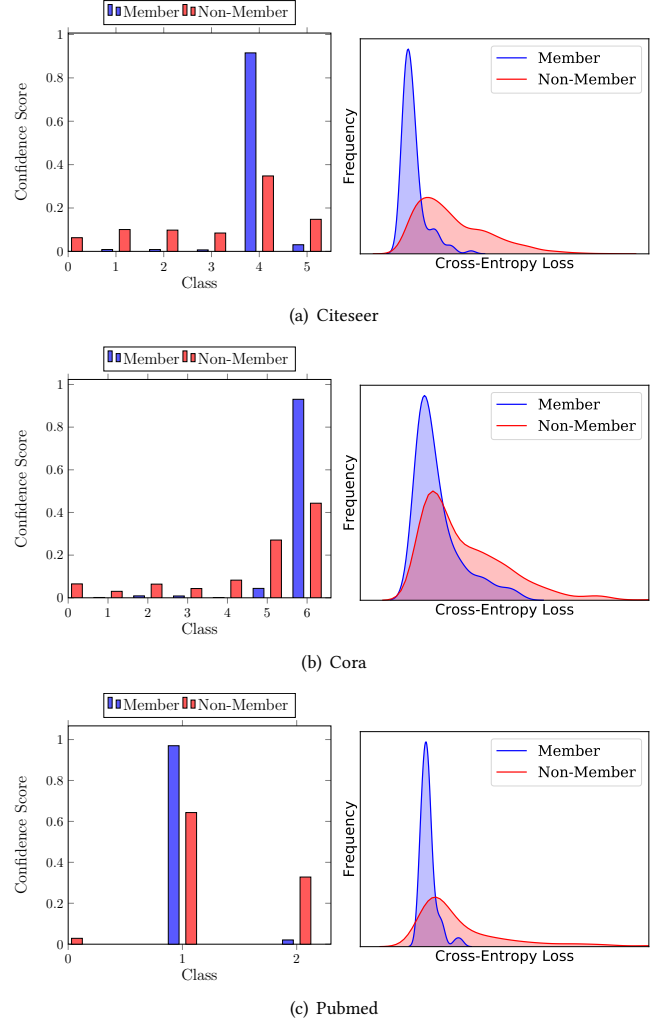 Member Non-Member
Confidence Score
1
0.8
0.6
0.4
0.2
0
0 1 2 3 4 5
Class
Member
Non-Member
Frequency
Cross-Entropy Loss
(a) Citeseer
Member Non-Member
Confidence Score
1
0.8
0.6
0.4
0.2
0
0 1 2 3 4 5 6
Class
Member
Non-Member
Frequency
Cross-Entropy Loss
(b) Cora
Member Non-Member
Confidence Score
1
0.8
0.6
0.4
0.2
0
0 1 2
Class
Member
Non-Member
Frequency
Cross-Entropy Loss
(c) Pubmed